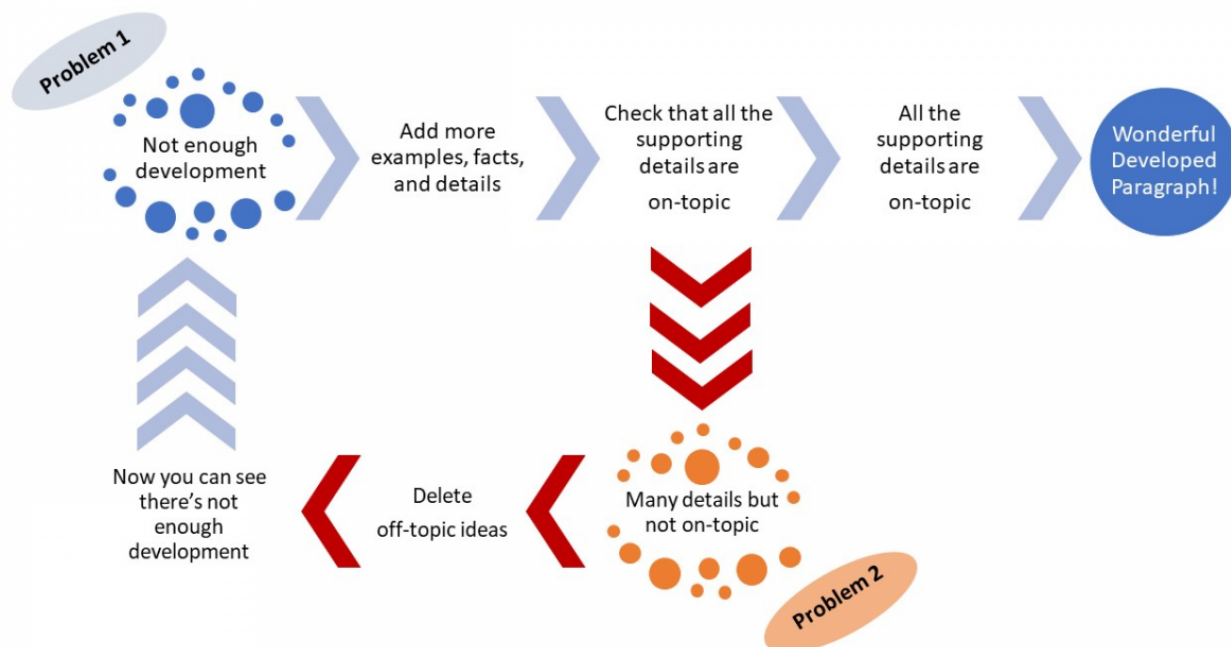 Problem 1
Not enough
development
Add more
examples, facts,
and details
Check that all the
supporting
details are
on-topic
All the
supporting
details are
on-topic
Wonderful
Developed
Paragraph!
Many details but
not on-topic
Problem 2
Delete
off-topic ideas
Now you can see
there’s not
enough
development